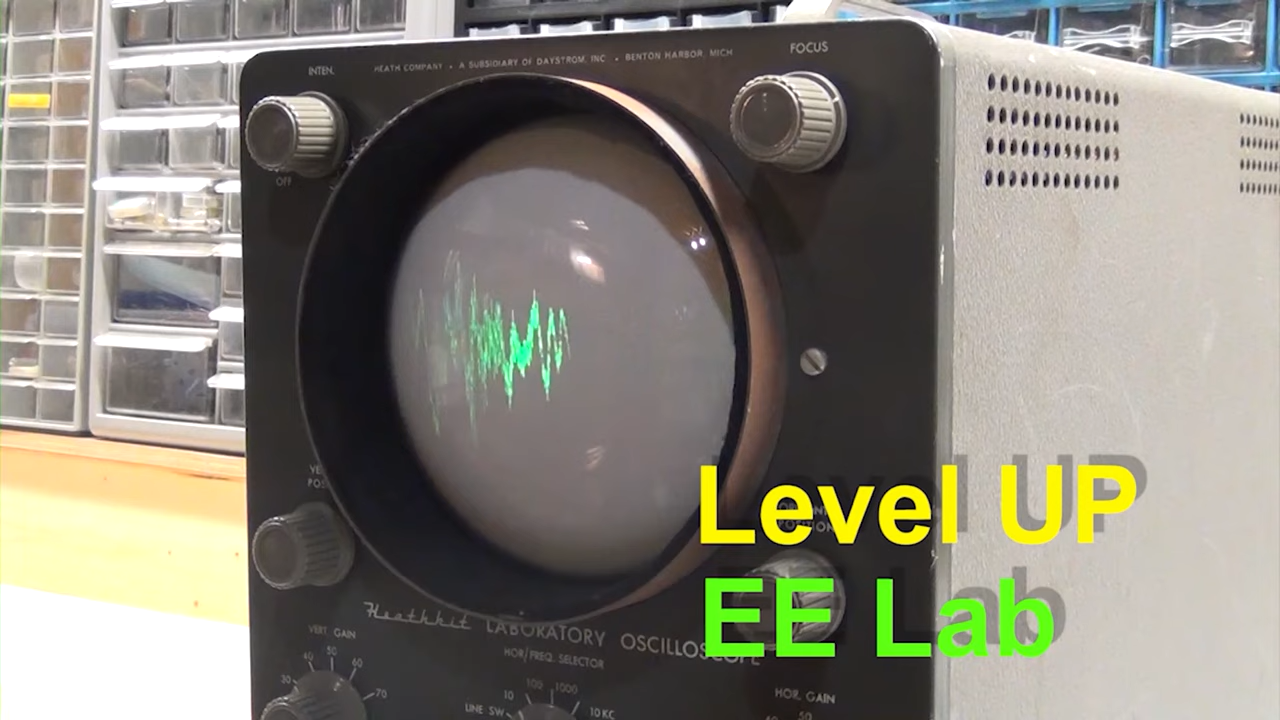 INTEN.
HEATH COMPANY • A SUBSIDIARY OF DAYSTROM, INC • BENTON HARBOR, MICH
FOCUS
OFF
Level UP
EE Lab
Heathkit LABORATORY OSCILLOSCOPE
VERT. GAIN
30 40 50 60 70
HOR/FREQ. SELECTOR
LINE SW. 10 100 1000 10KC
HOR. GAIN
50